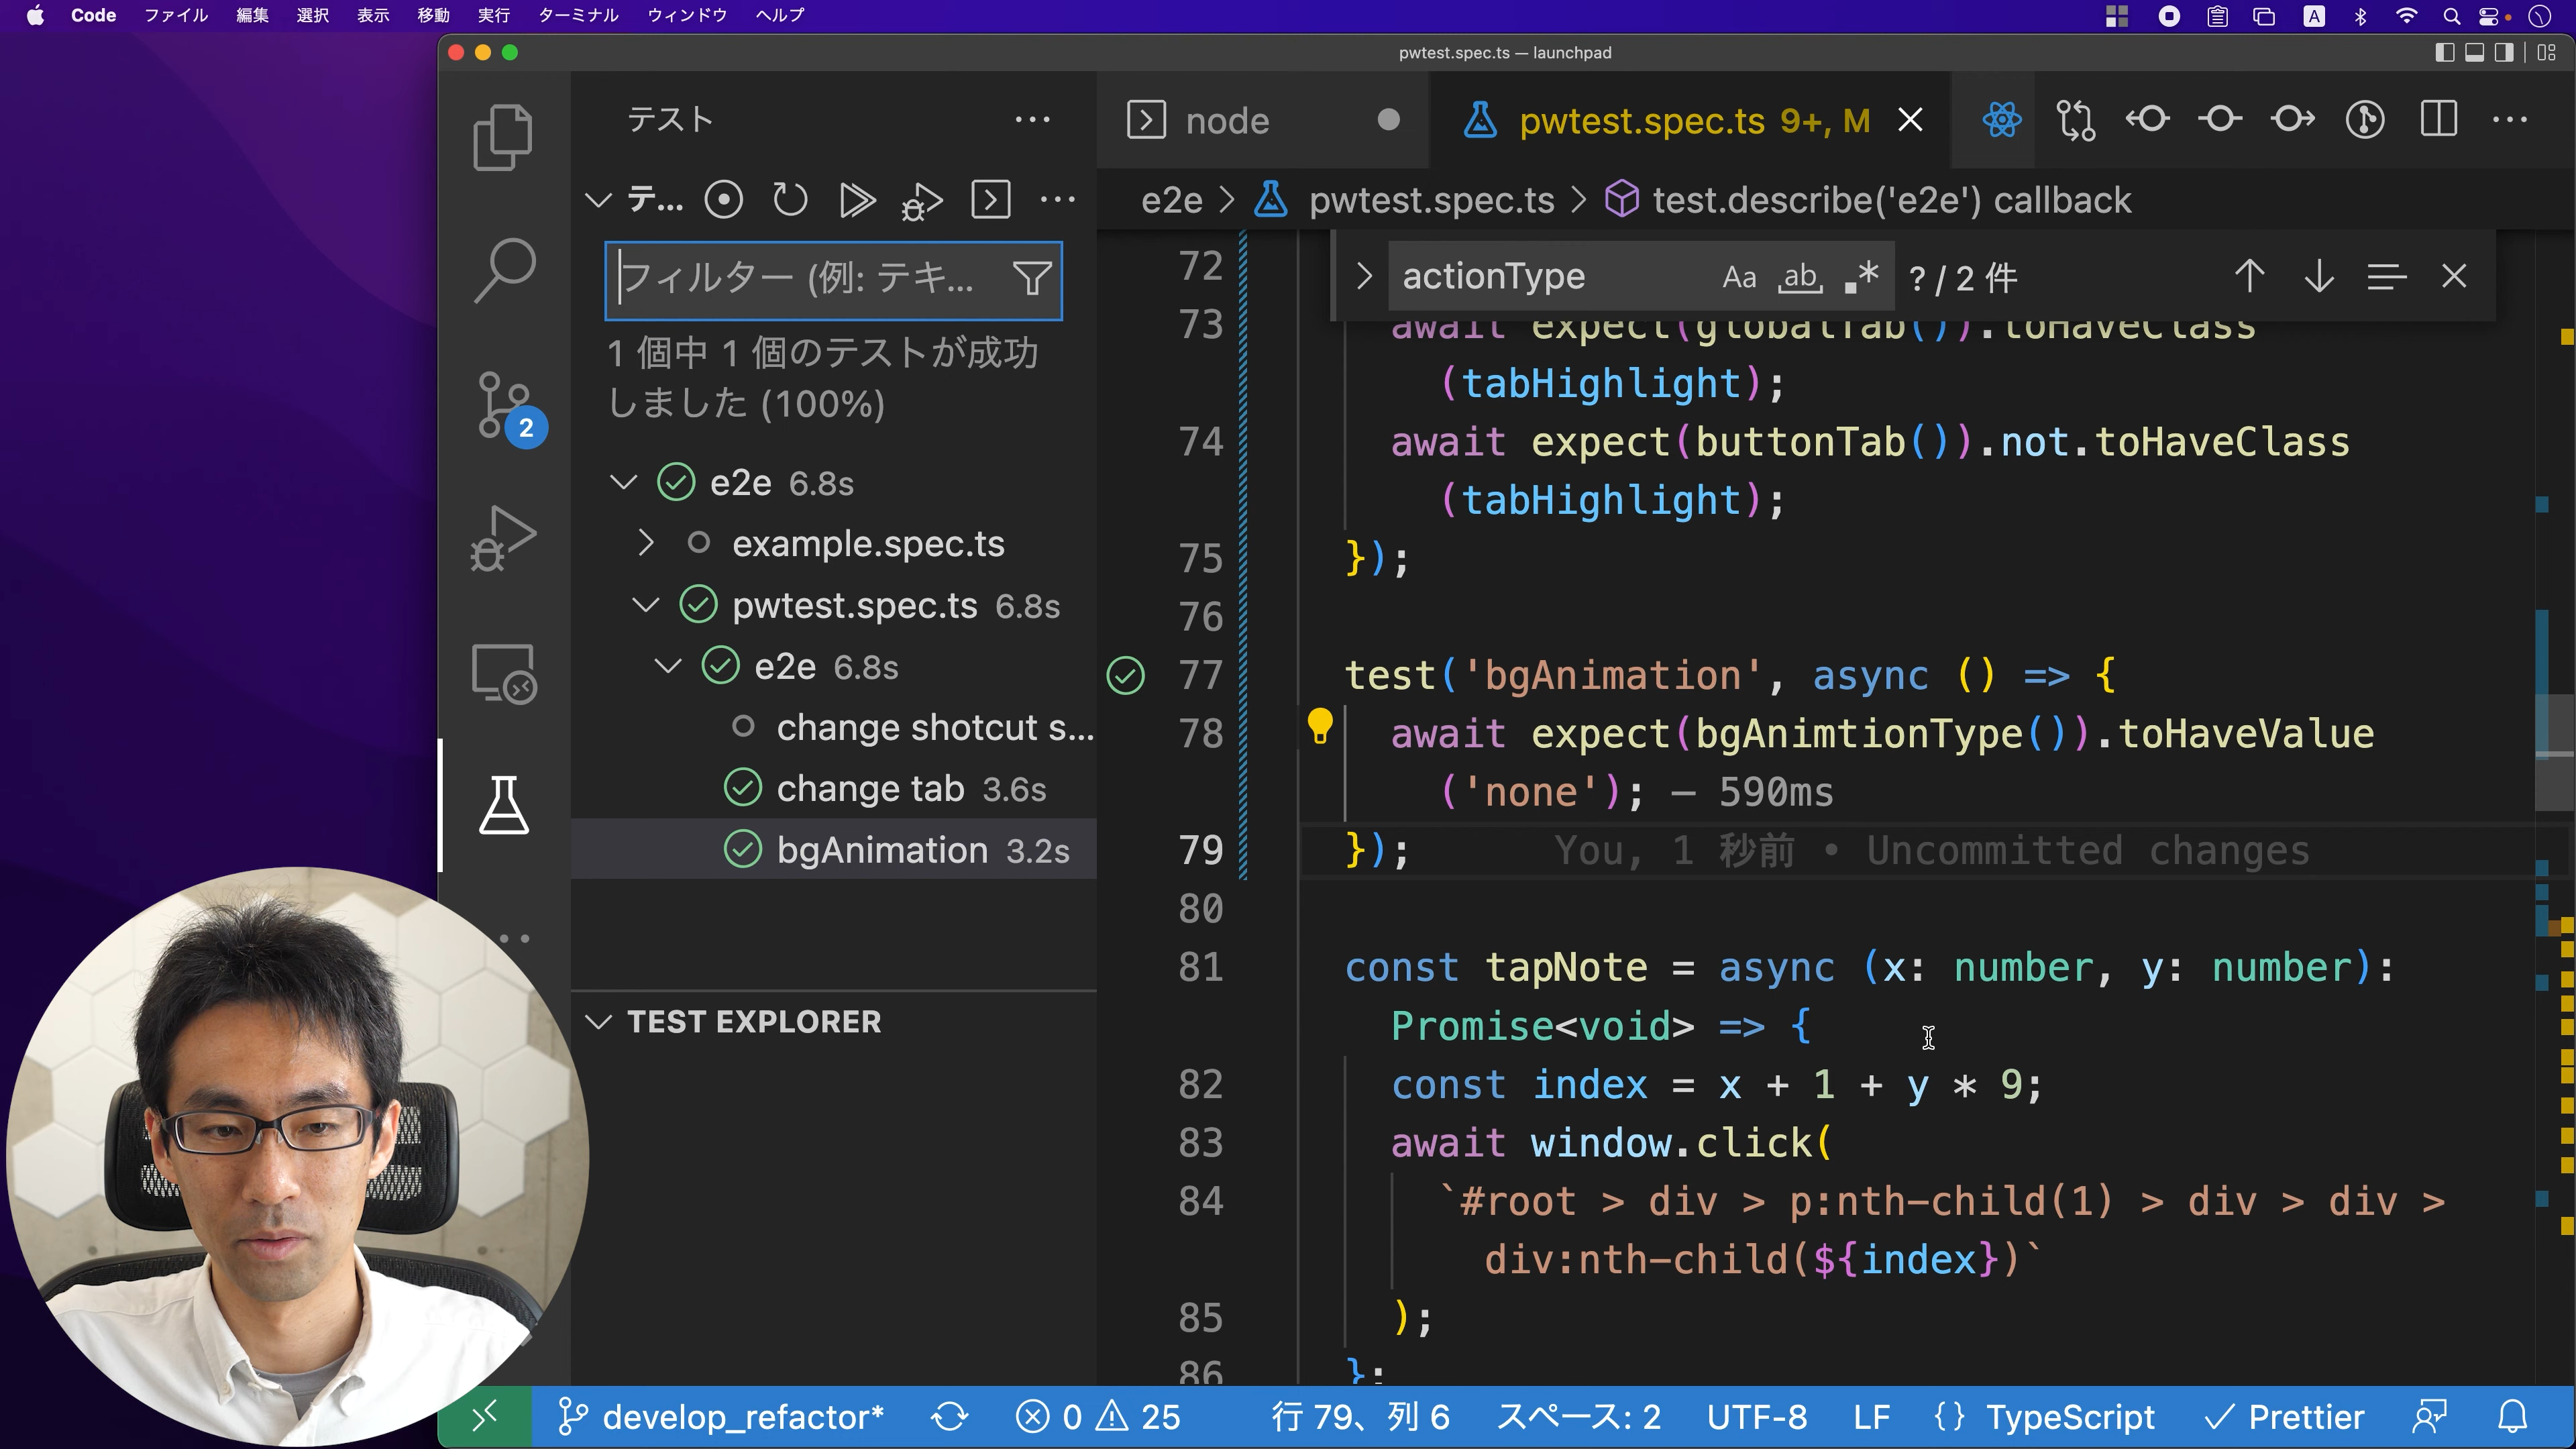 Code ファイル 編集 選択 表示 移動 実行 ターミナル ウィンドウ ヘルプ A
pwtest.spec.ts — launchpad
テスト
node
pwtest.spec.ts 9+, M
テ...
e2e > pwtest.spec.ts > test.describe('e2e') callback
フィルター (例: テキ...
actionType Aa ab .* ? / 2 件
1 個中 1 個のテストが成功
しました (100%)
e2e 6.8s
example.spec.ts
pwtest.spec.ts 6.8s
e2e 6.8s
change shotcut s...
change tab 3.6s
bgAnimation 3.2s
TEST EXPLORER
2
72
73 await expect(globalTab()).toHaveClass
(tabHighlight);
74 await expect(buttonTab()).not.toHaveClass
(tabHighlight);
75 });
76
77 test('bgAnimation', async () => {
78 await expect(bgAnimtionType()).toHaveValue
('none'); — 590ms
79 }); You, 1 秒前 • Uncommitted changes
80
81 const tapNote = async (x: number, y: number):
Promise<void> => {
82 const index = x + 1 + y * 9;
83 await window.click(
84 `#root > div > p:nth-child(1) > div > div >
div:nth-child(${index})`
85 );
86 };
develop_refactor* 0 25 行 79、列 6 スペース: 2 UTF-8 LF {} TypeScript Prettier